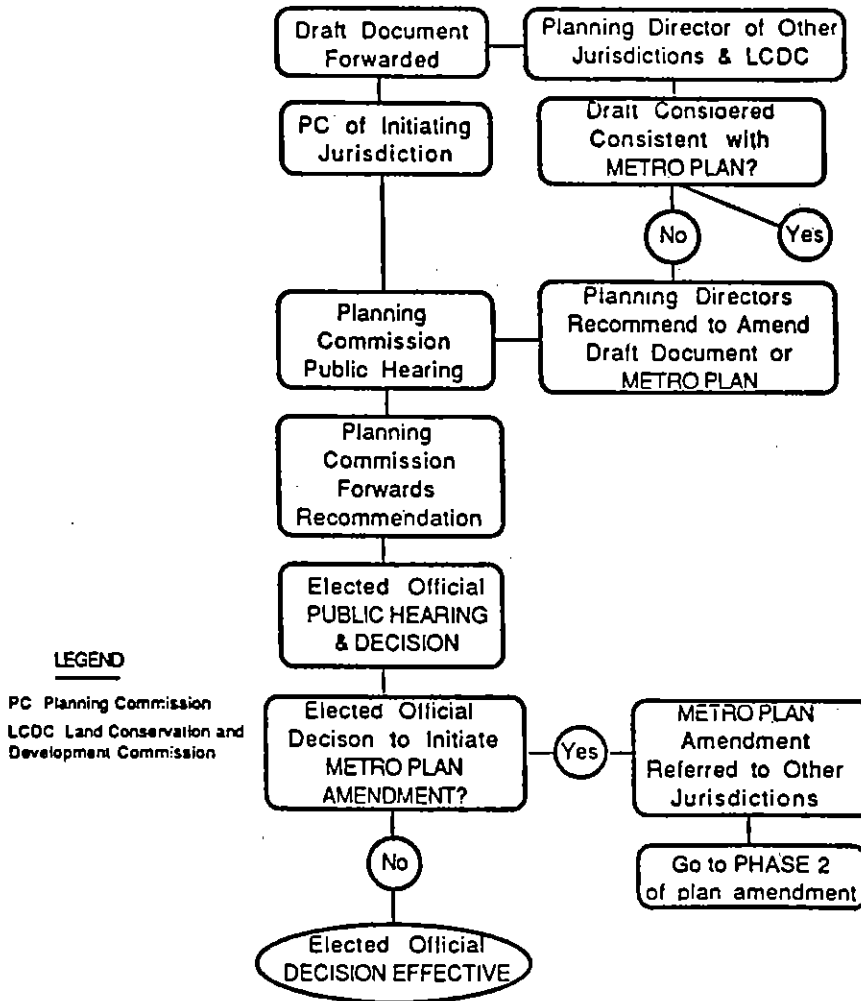 Draft Document
Forwarded
Planning Director of Other
Jurisdictions & LCDC
PC of Initiating
Jurisdiction
Draft Considered
Consistent with
METRO PLAN?
No
Yes
Planning
Commission
Public Hearing
Planning Directors
Recommend to Amend
Draft Document or
METRO PLAN
Planning
Commission
Forwards
Recommendation
Elected Official
PUBLIC HEARING
& DECISION
LEGEND
PC Planning Commission
LCDC Land Conservation and
Development Commission
Elected Official
Decison to Initiate
METRO PLAN
AMENDMENT?
Yes
METRO PLAN
Amendment
Referred to Other
Jurisdictions
No
Go to PHASE 2
of plan amendment
Elected Official
DECISION EFFECTIVE